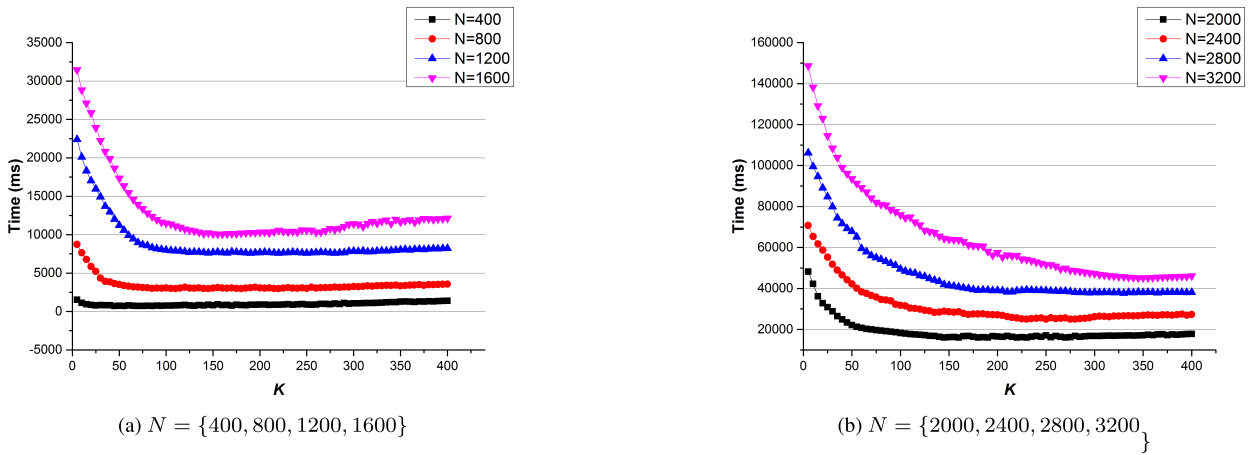 N=400
N=800
N=1200
N=1600
35000
30000
25000
20000
15000
10000
5000
0
-5000
Time (ms)
0 50 100 150 200 250 300 350 400
K
(a) N = {400, 800, 1200, 1600}
N=2000
N=2400
N=2800
N=3200
160000
140000
120000
100000
80000
60000
40000
20000
Time (ms)
0 50 100 150 200 250 300 350 400
K
(b) N = {2000, 2400, 2800, 3200
}